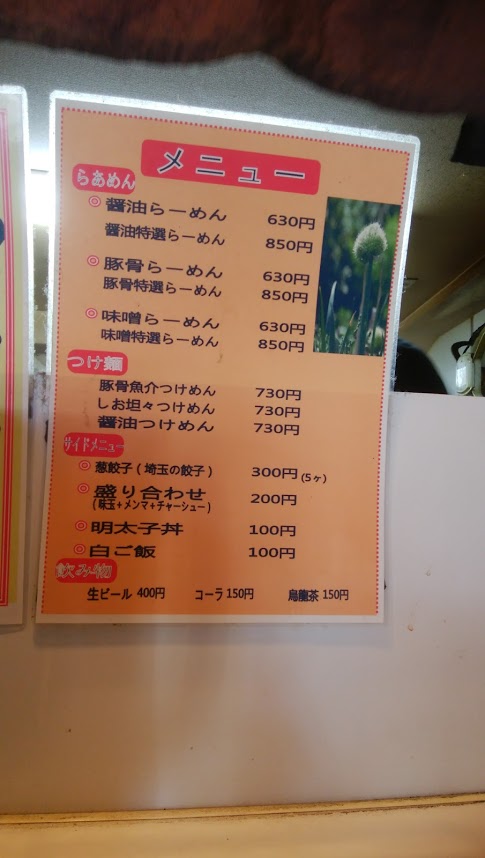 メニュー
らあめん
◎醤油らーめん 630円
醤油特選らーめん 850円
◎豚骨らーめん 630円
豚骨特選らーめん 850円
◎味噌らーめん 630円
味噌特選らーめん 850円
つけ麺
豚骨魚介つけめん 730円
しお坦々つけめん 730円
醤油つけめん 730円
サイドメニュー
◎葱餃子(埼玉の餃子) 300円(5ヶ)
◎盛り合わせ 200円
(味玉+メンマ+チャーシュー)
◎明太子丼 100円
◎白ご飯 100円
飲み物
生ビール 400円 コーラ 150円 烏龍茶 150円